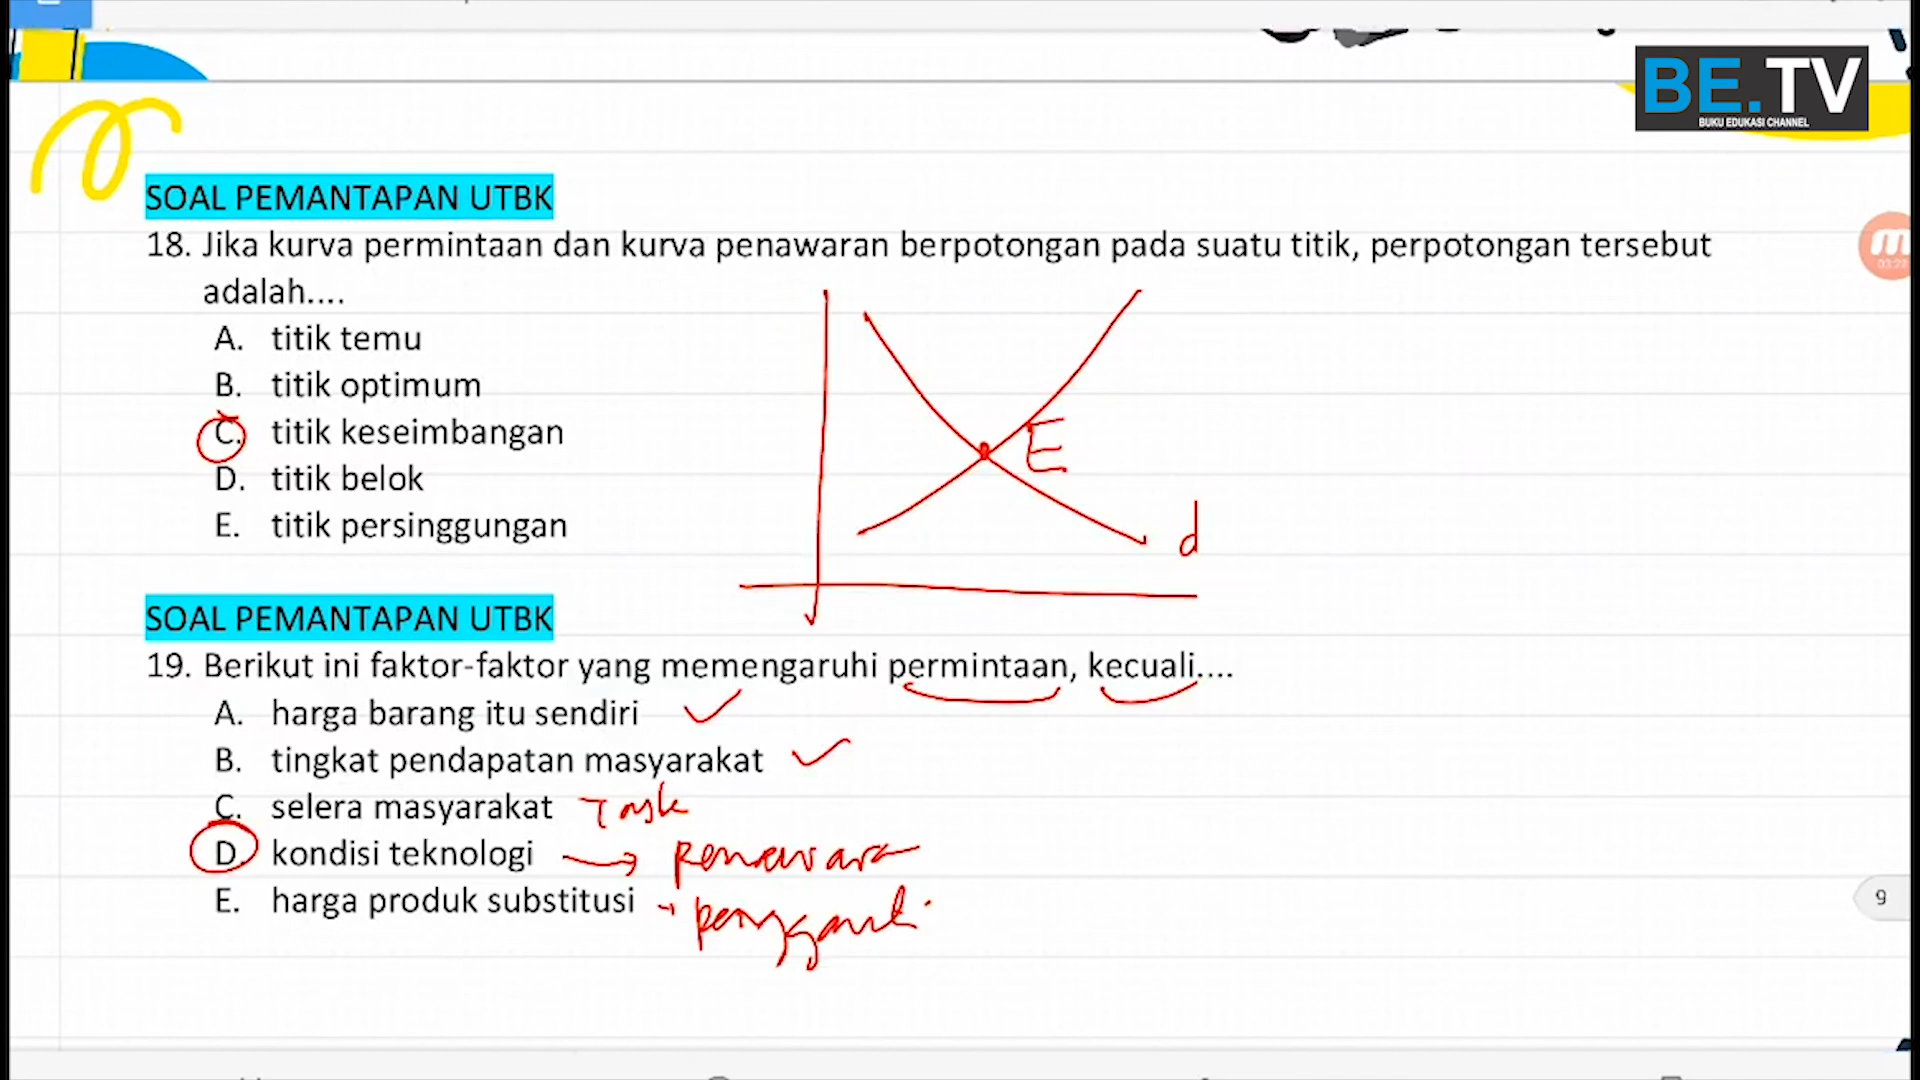 BE.TV
BUKU EDUKASI CHANNEL
SOAL PEMANTAPAN UTBK
18. Jika kurva permintaan dan kurva penawaran berpotongan pada suatu titik, perpotongan tersebut
adalah....
A. titik temu
B. titik optimum
C. titik keseimbangan
D. titik belok
E. titik persinggungan
E
d
SOAL PEMANTAPAN UTBK
19. Berikut ini faktor-faktor yang memengaruhi permintaan, kecuali....
A. harga barang itu sendiri
B. tingkat pendapatan masyarakat
C. selera masyarakat
D. kondisi teknologi
E. harga produk substitusi
9